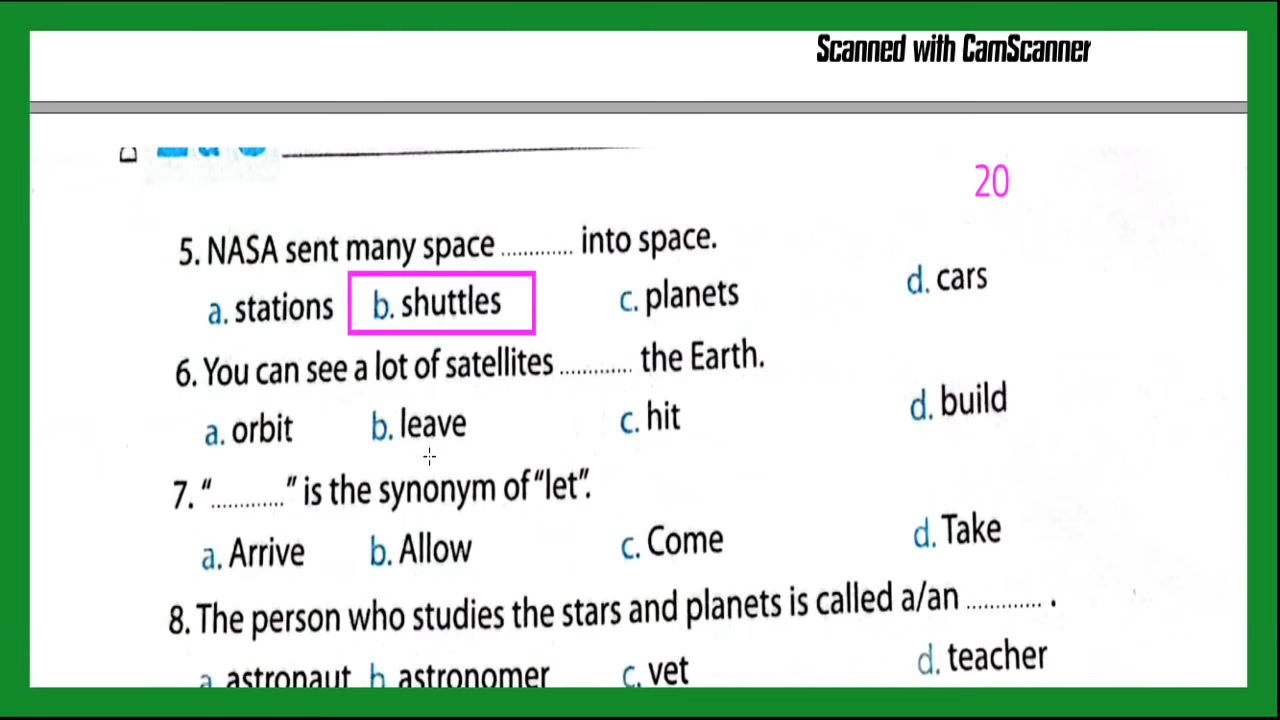 Scanned with CamScanner
20
5. NASA sent many space ............ into space.
a. stations b. shuttles c. planets d. cars
6. You can see a lot of satellites ............ the Earth.
a. orbit b. leave c. hit d. build
7. "............" is the synonym of "let".
a. Arrive b. Allow c. Come d. Take
8. The person who studies the stars and planets is called a/an ............ .
a. astronaut b. astronomer c. vet d. teacher